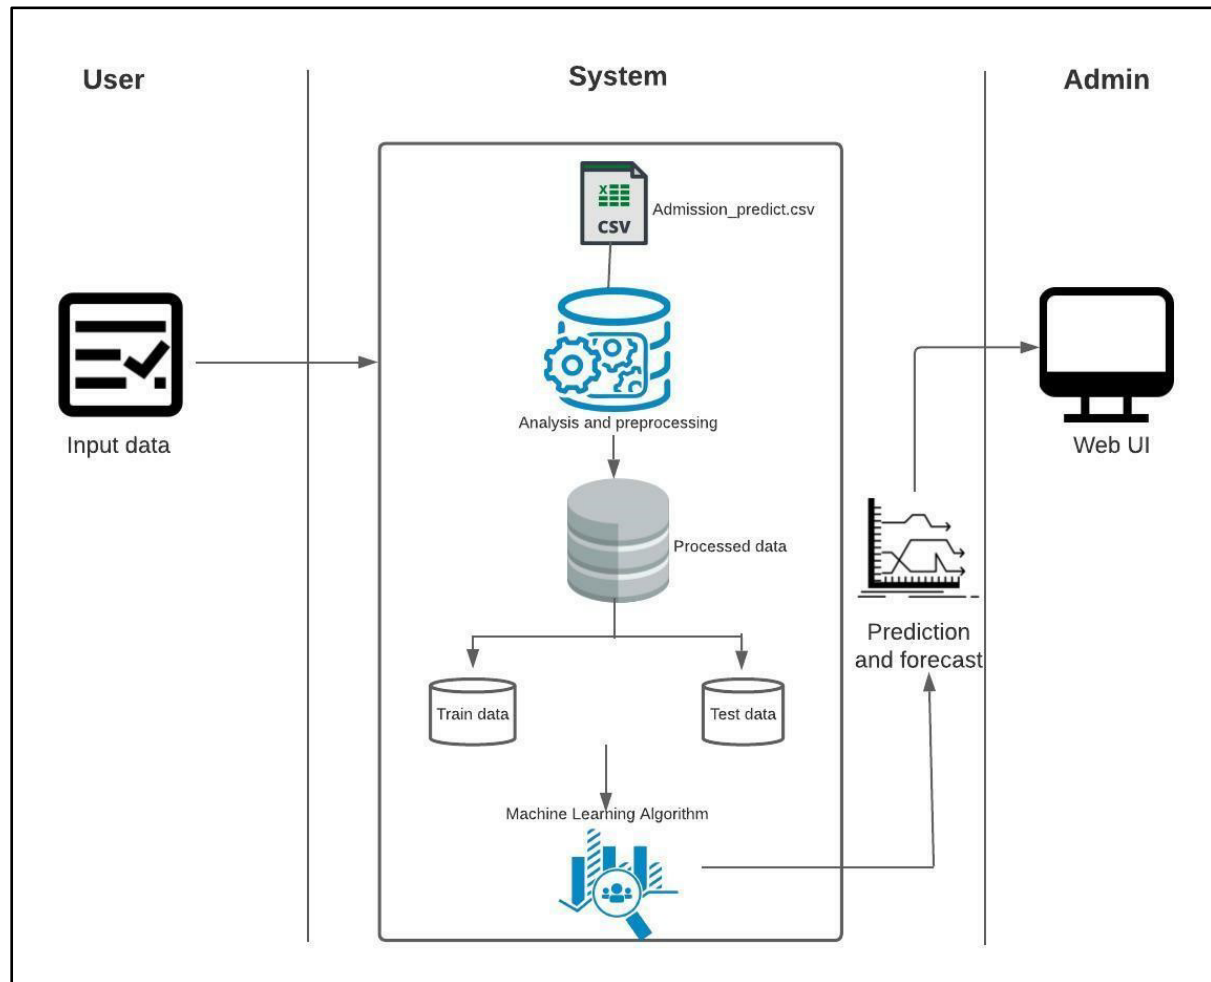 User
System
Admin
X
CSV
Admission_predict.csv
Input data
Analysis and preprocessing
Web UI
Processed data
Prediction
and forecast
Train data
Test data
Machine Learning Algorithm